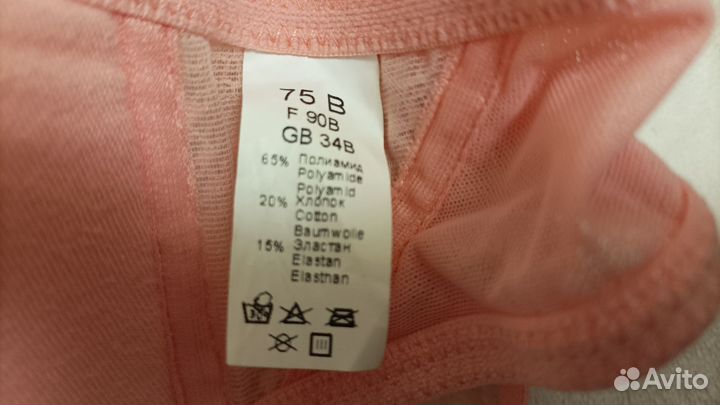 75 B
F 90B
GB 34B
65% Полиамид
Polyamide
Polyamid
20% Хлопок
Cotton
Baumwolle
15% Эластан
Elastan
Elasthan
Avito